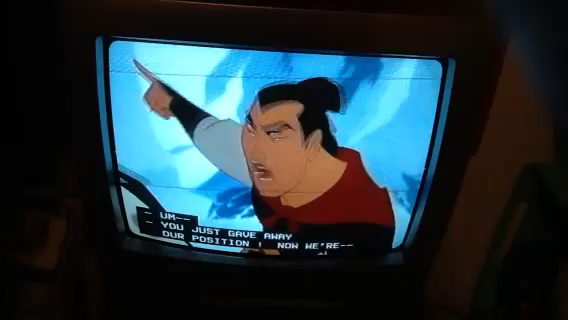 - UM--
- YOU JUST GAVE AWAY
OUR POSITION! NOW WE'RE--